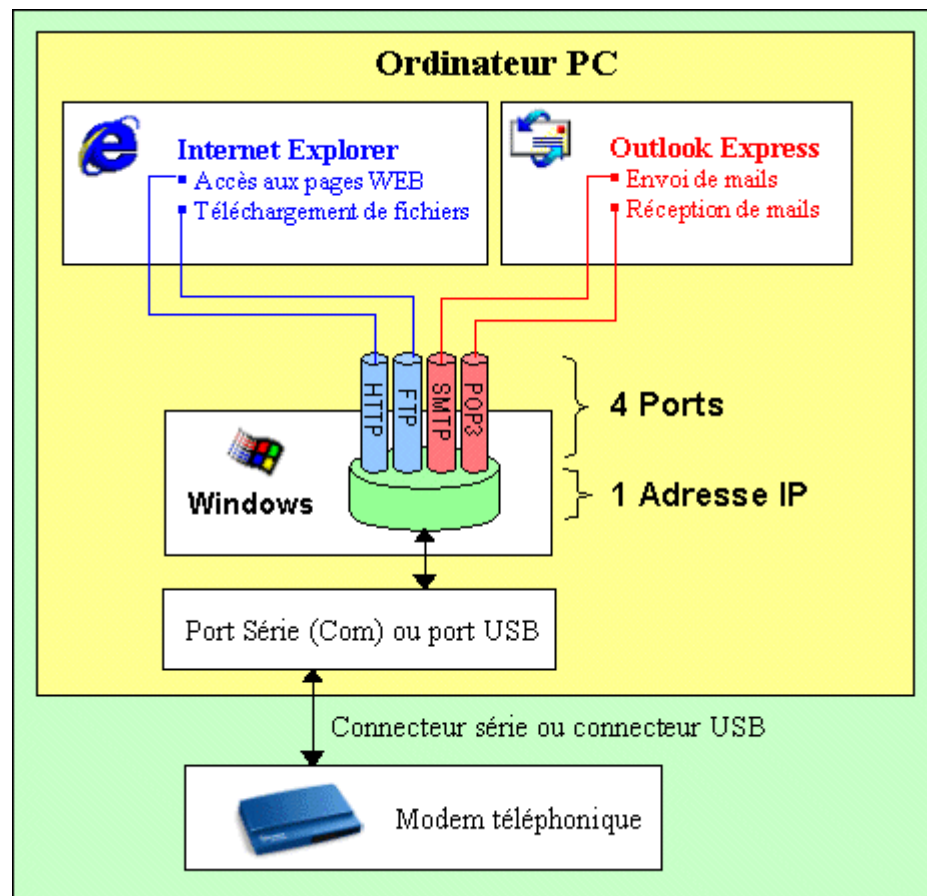 Ordinateur PC
Internet Explorer
Accès aux pages WEB
Téléchargement de fichiers
Outlook Express
Envoi de mails
Réception de mails
HTTP
FTP
SMTP
POP3
4 Ports
1 Adresse IP
Windows
Port Série (Com) ou port USB
Connecteur série ou connecteur USB
Modem téléphonique